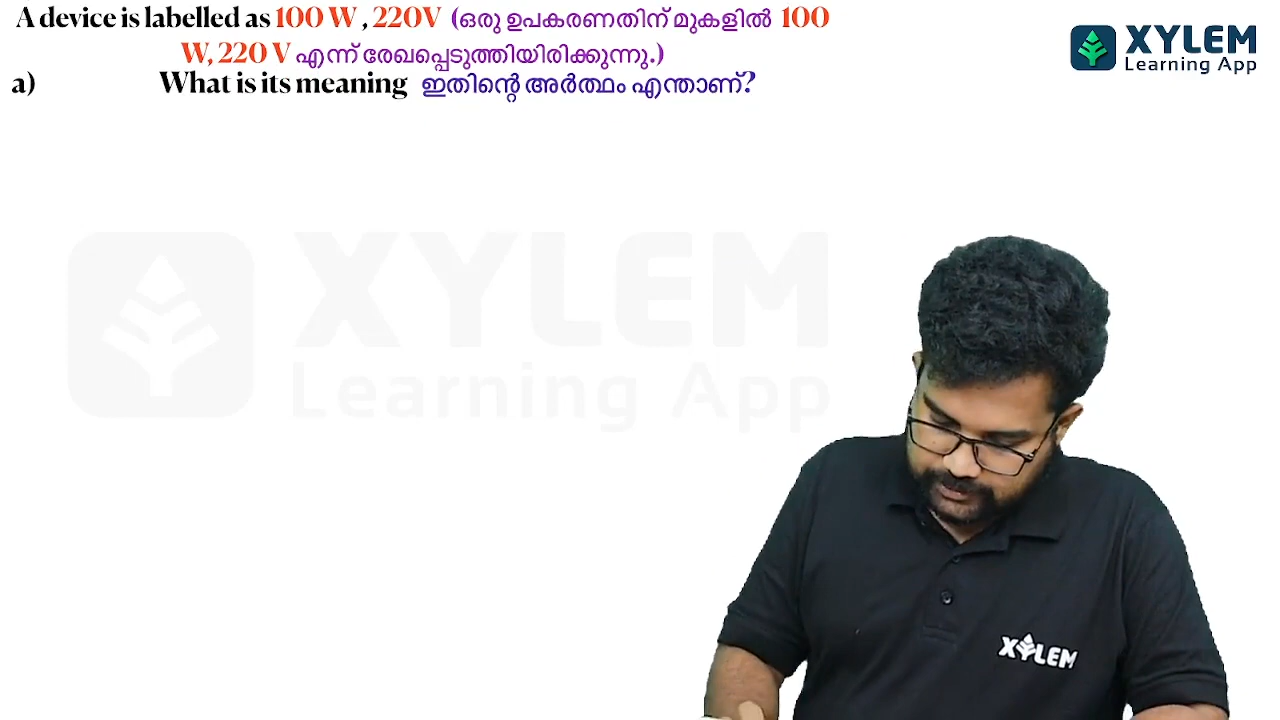 A device is labelled as 100 W , 220V (ഒരു ഉപകരണതിന് മുകളിൽ 100
W, 220 V എന്ന് രേഖപ്പെടുത്തിയിരിക്കുന്നു.)
a) What is its meaning ഇതിന്റെ അർത്ഥം എന്താണ്?
XYLEM
Learning App
XYLEM
Learning App
XYLEM